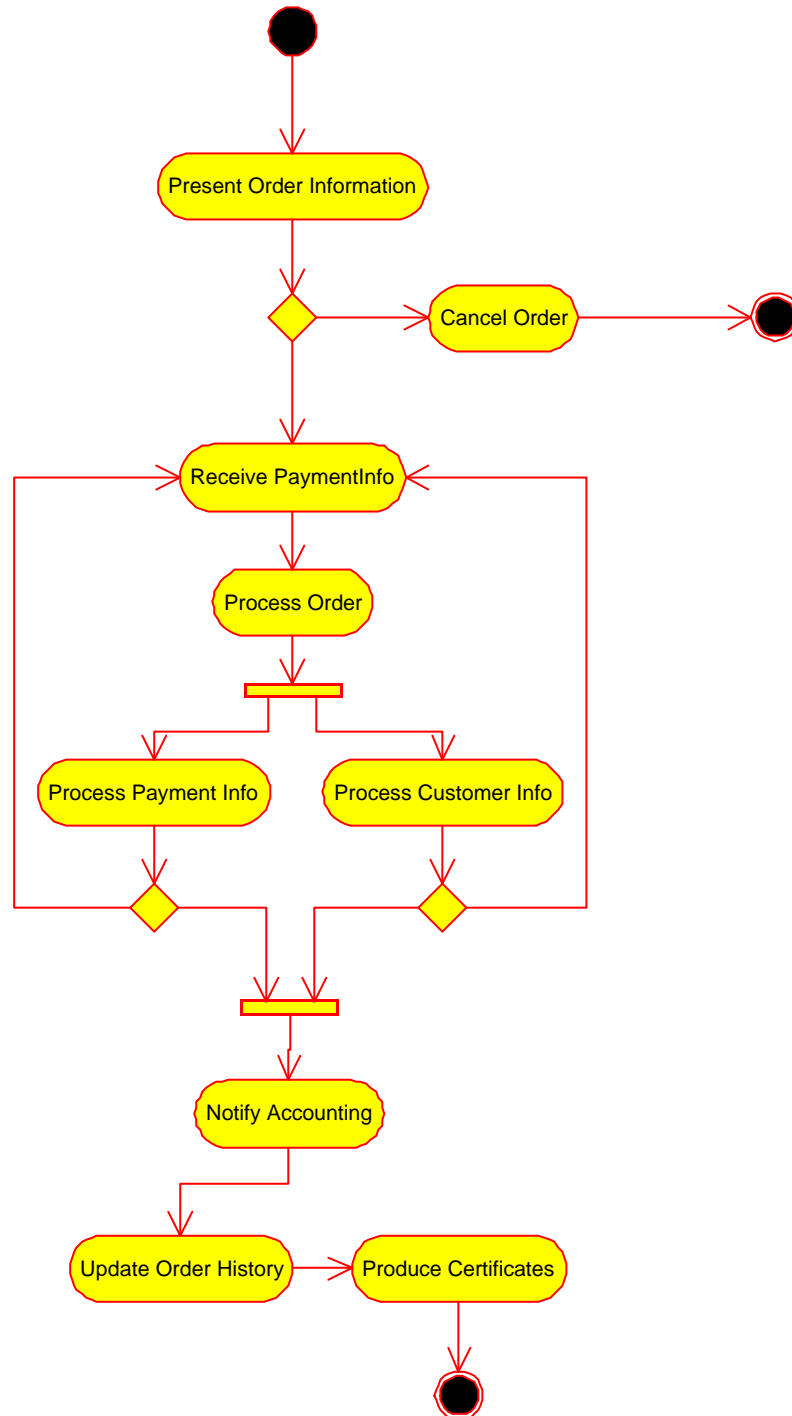 Present Order Information
Cancel Order
Receive PaymentInfo
Process Order
Process Payment Info
Process Customer Info
Notify Accounting
Update Order History
Produce Certificates